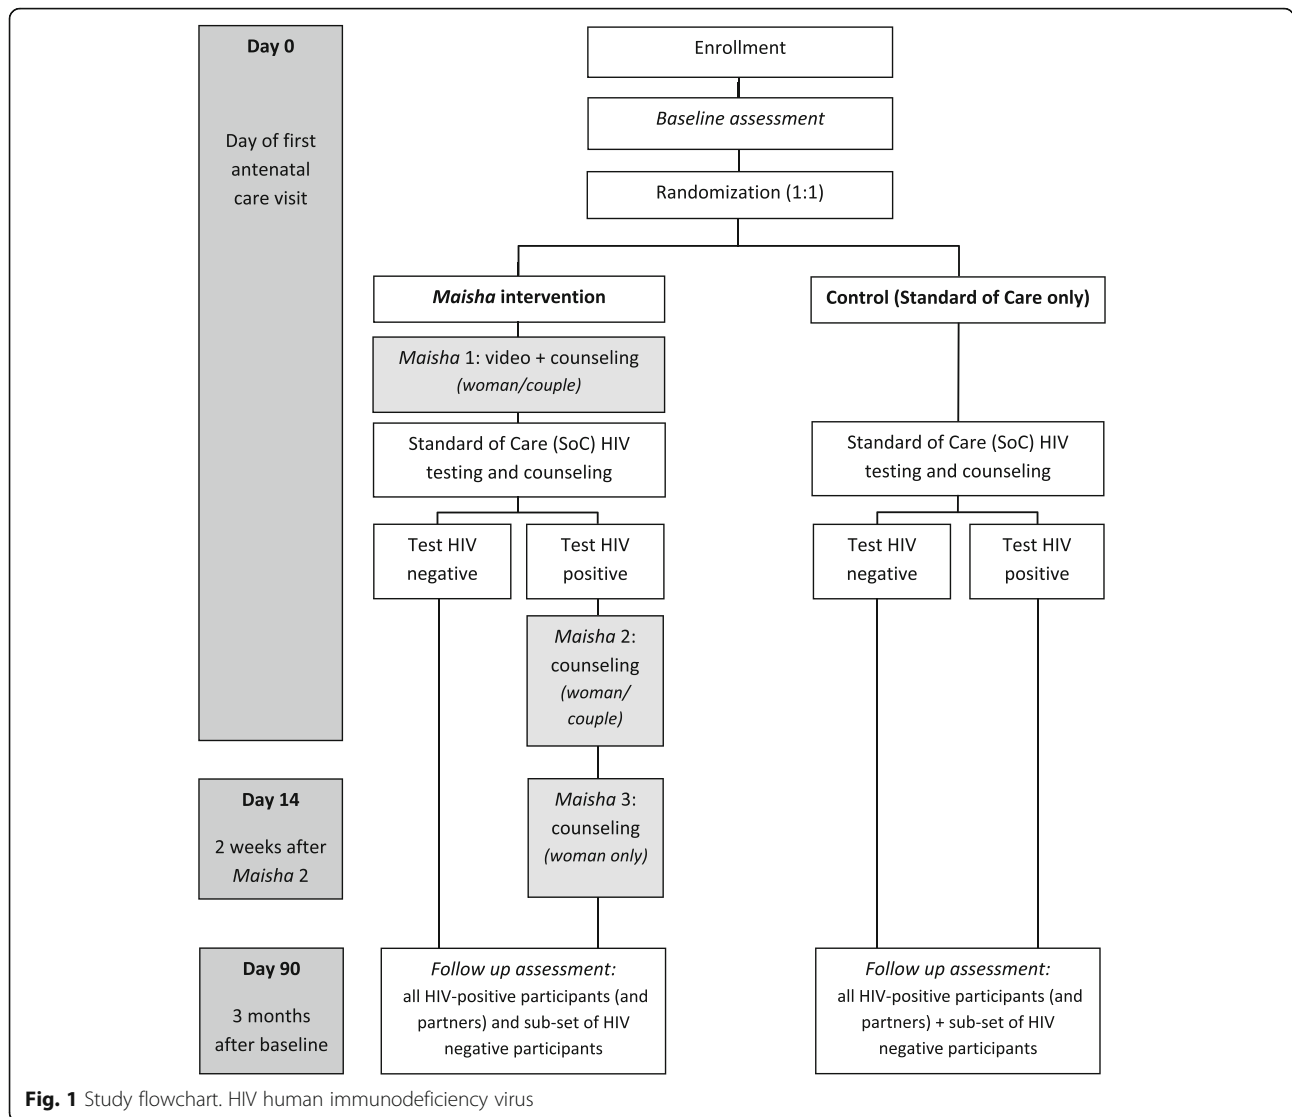 Day 0
Day of first
antenatal
care visit
Enrollment
Baseline assessment
Randomization (1:1)
Maisha intervention
Control (Standard of Care only)
Maisha 1: video + counseling
(woman/couple)
Standard of Care (SoC) HIV
testing and counseling
Standard of Care (SoC) HIV
testing and counseling
Test HIV
negative
Test HIV
positive
Test HIV
negative
Test HIV
positive
Maisha 2:
counseling
(woman/
couple)
Day 14
2 weeks after
Maisha 2
Maisha 3:
counseling
(woman only)
Day 90
3 months
after baseline
Follow up assessment:
all HIV-positive participants (and
partners) and sub-set of HIV
negative participants
Follow up assessment:
all HIV-positive participants (and
partners) + sub-set of HIV
negative participants
Fig. 1 Study flowchart. HIV human immunodeficiency virus